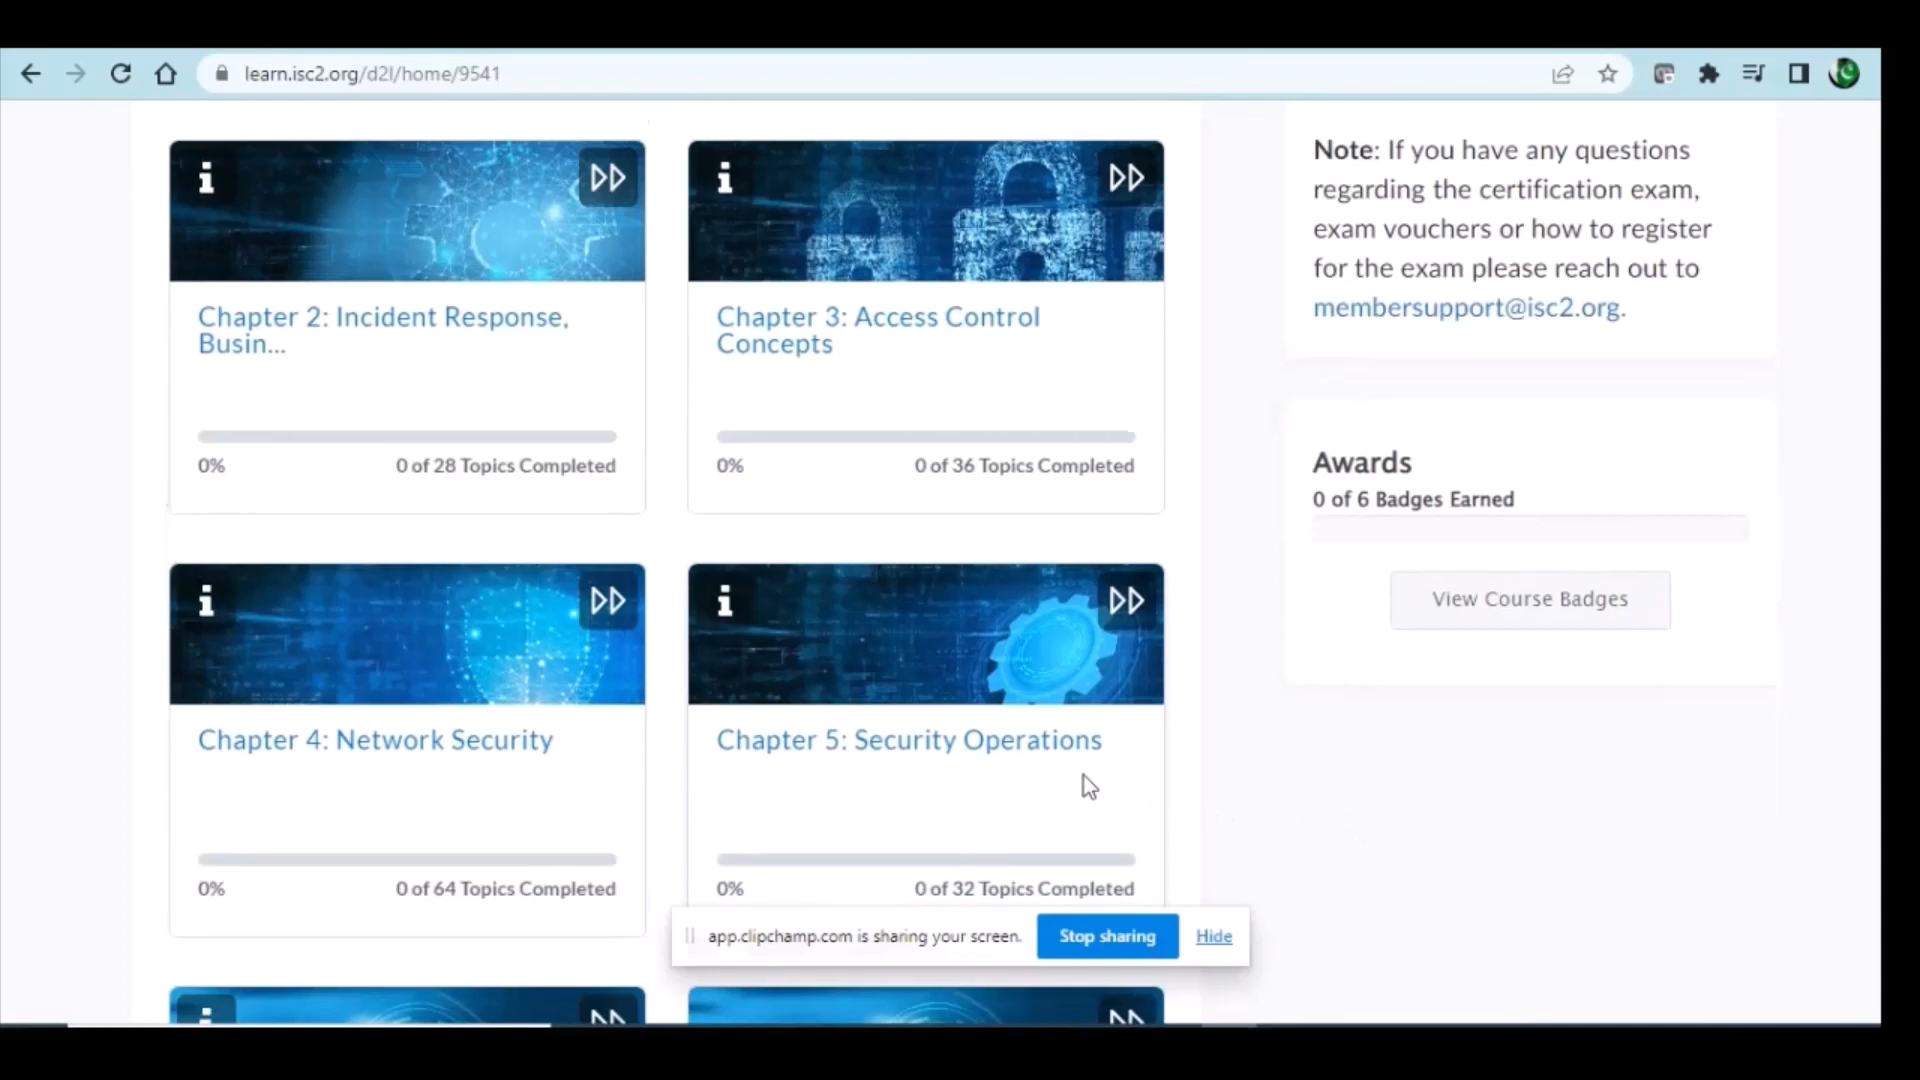 learn.isc2.org/d2l/home/9541
Chapter 2: Incident Response,
Busin...
0%
0 of 28 Topics Completed
Chapter 3: Access Control
Concepts
0%
0 of 36 Topics Completed
Chapter 4: Network Security
0%
0 of 64 Topics Completed
Chapter 5: Security Operations
0%
0 of 32 Topics Completed
Note: If you have any questions
regarding the certification exam,
exam vouchers or how to register
for the exam please reach out to
membersupport@isc2.org.
Awards
0 of 6 Badges Earned
View Course Badges
app.clipchamp.com is sharing your screen.
Stop sharing
Hide